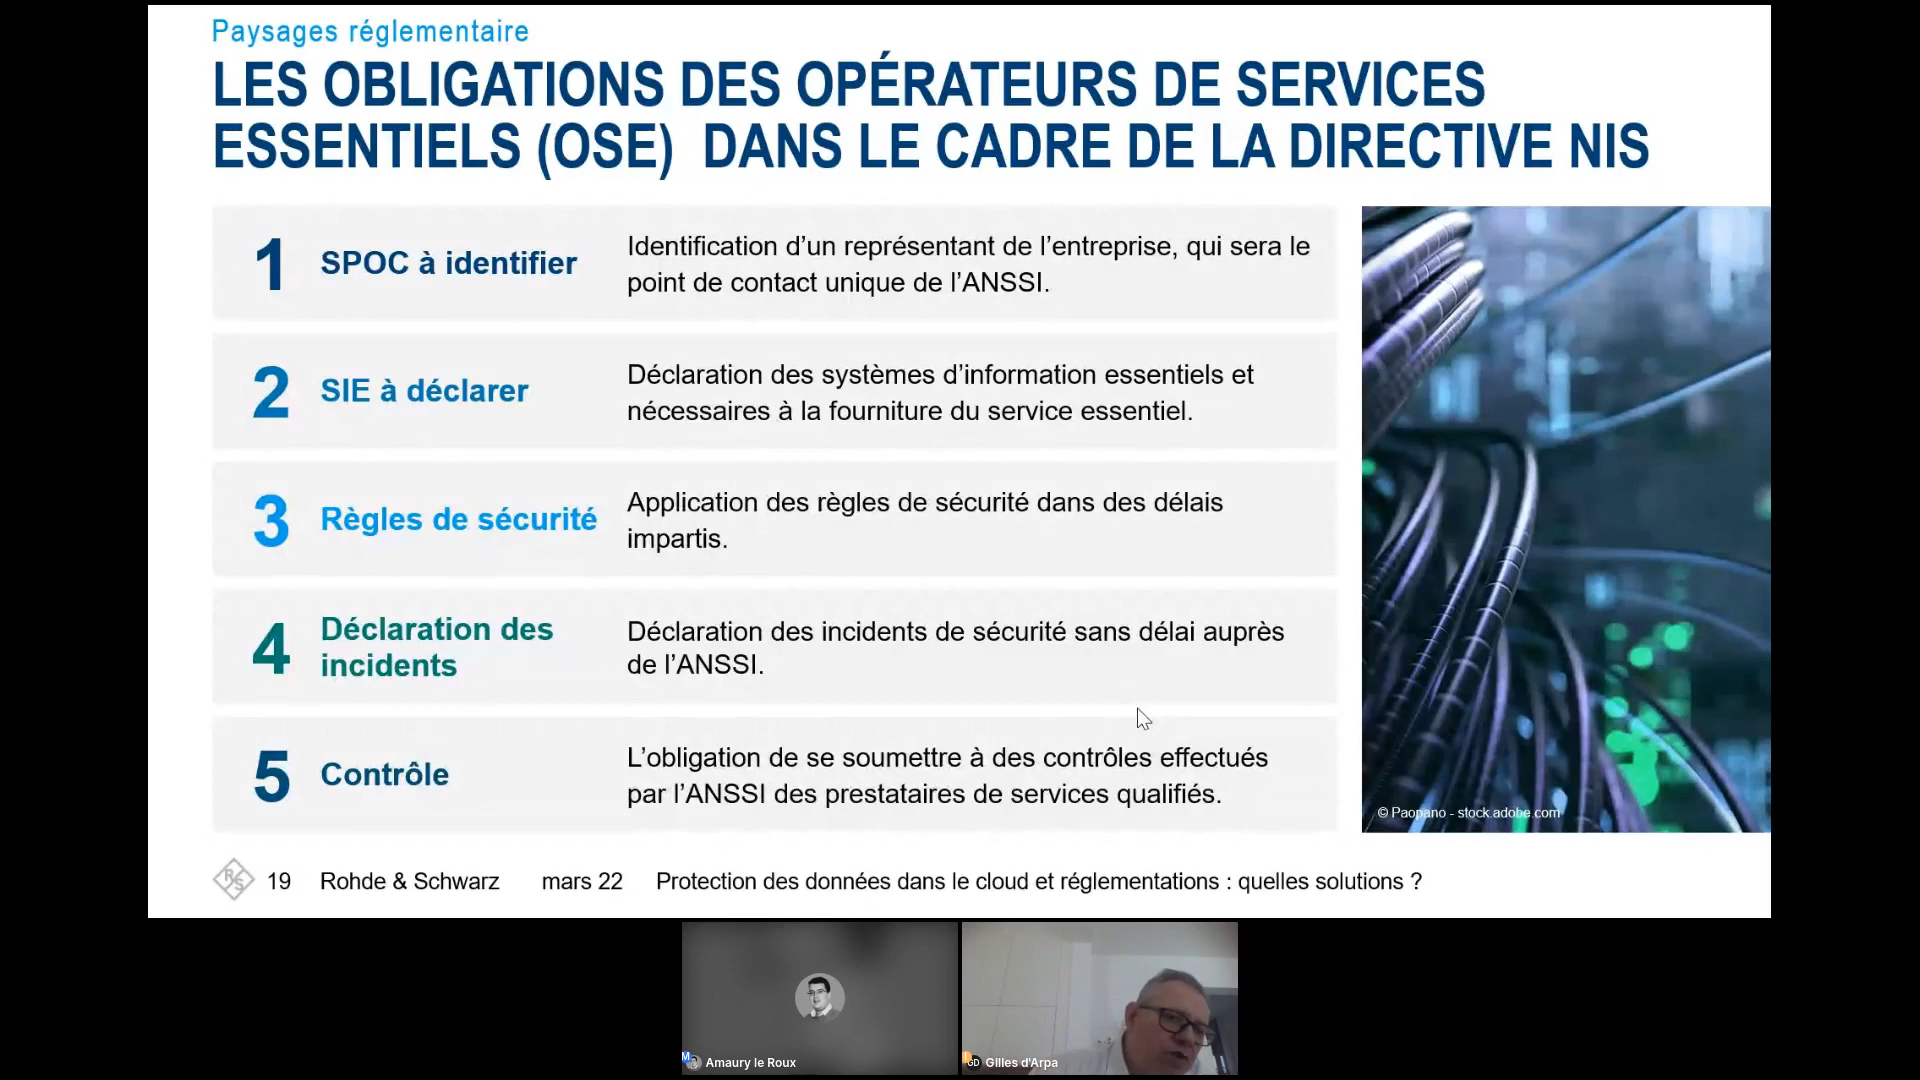 Paysages réglementaire
LES OBLIGATIONS DES OPÉRATEURS DE SERVICES
ESSENTIELS (OSE) DANS LE CADRE DE LA DIRECTIVE NIS
1 SPOC à identifier
Identification d’un représentant de l’entreprise, qui sera le
point de contact unique de l’ANSSI.
2 SIE à déclarer
Déclaration des systèmes d’information essentiels et
nécessaires à la fourniture du service essentiel.
3 Règles de sécurité
Application des règles de sécurité dans des délais
impartis.
4 Déclaration des
incidents
Déclaration des incidents de sécurité sans délai auprès
de l’ANSSI.
5 Contrôle
L’obligation de se soumettre à des contrôles effectués
par l’ANSSI des prestataires de services qualifiés.
© Paopano - stock.adobe.com
RS 19 Rohde & Schwarz mars 22 Protection des données dans le cloud et réglementations : quelles solutions ?
M Amaury le Roux
GD Gilles d'Arpa